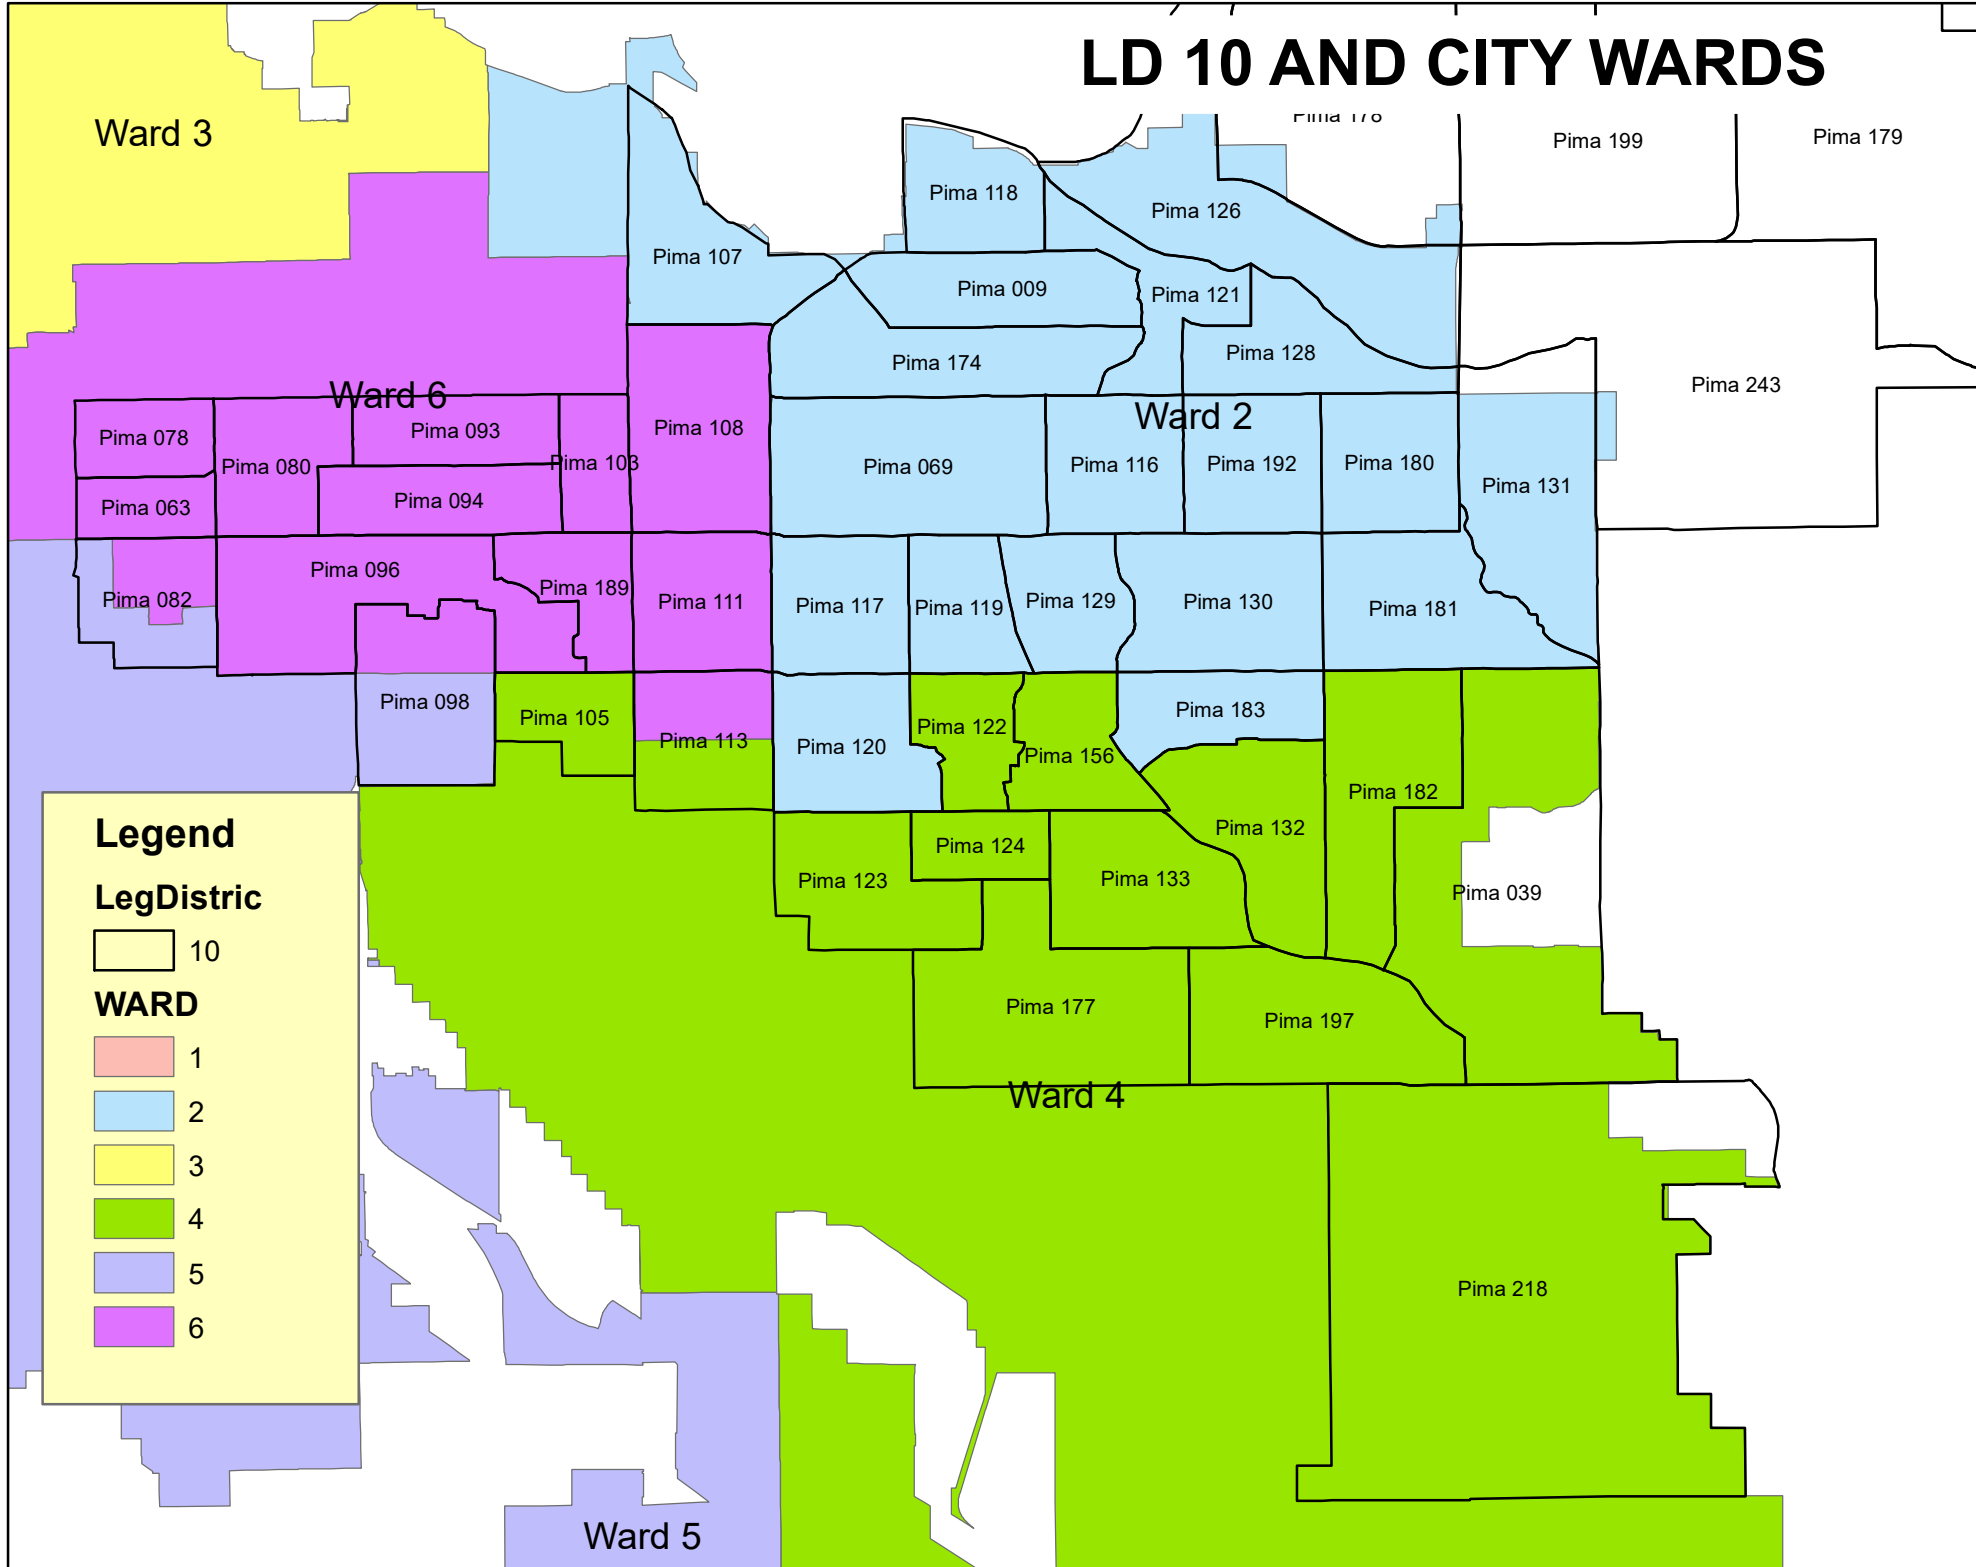 LD 10 AND CITY WARDS
Pima 178
Ward 3
Pima 199
Pima 179
Pima 118
Pima 126
Pima 107
Pima 009
Pima 121
Pima 174
Pima 128
Pima 243
Ward 6
Ward 2
Pima 078
Pima 093
Pima 108
Pima 080
Pima 103
Pima 069
Pima 116
Pima 192
Pima 180
Pima 131
Pima 063
Pima 094
Pima 096
Pima 082
Pima 189
Pima 111
Pima 117
Pima 119
Pima 129
Pima 130
Pima 181
Pima 098
Pima 105
Pima 113
Pima 120
Pima 122
Pima 156
Pima 183
Pima 182
Pima 132
Pima 124
Pima 123
Pima 133
Pima 039
Pima 177
Pima 197
Ward 4
Pima 218
Ward 5
Legend
LegDistric
10
WARD
1
2
3
4
5
6